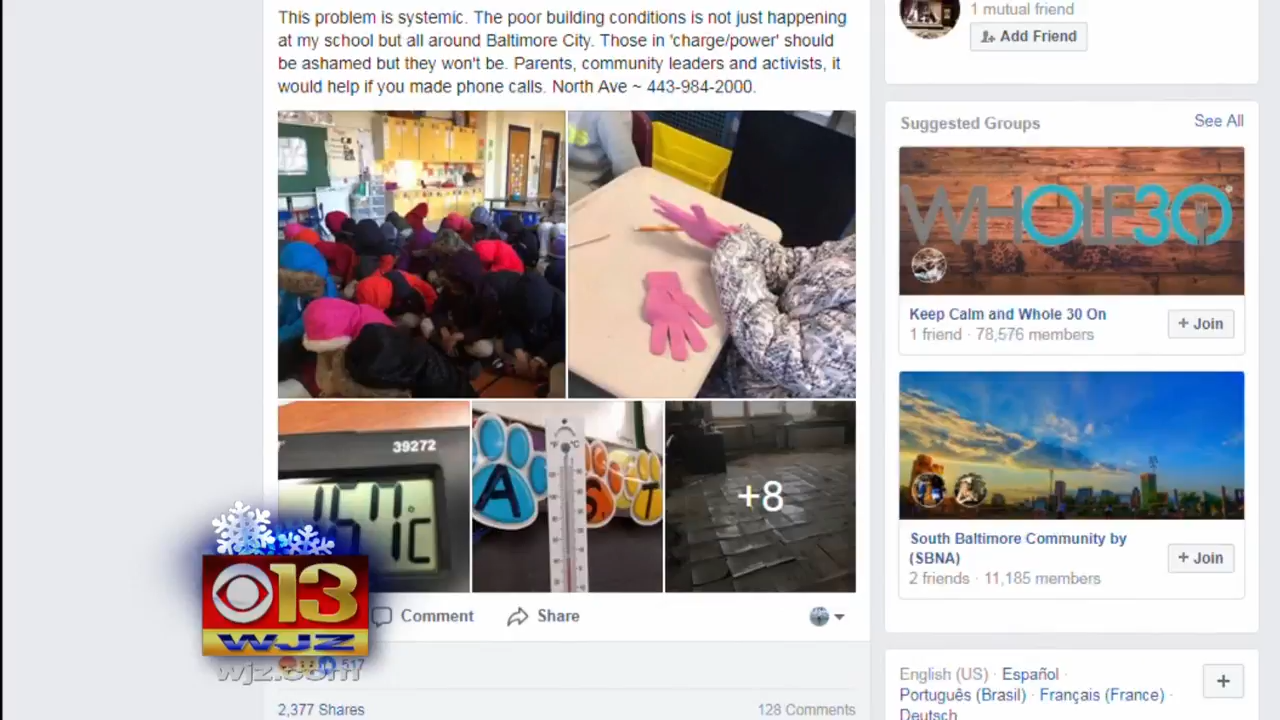 This problem is systemic. The poor building conditions is not just happening
at my school but all around Baltimore City. Those in 'charge/power' should
be ashamed but they won't be. Parents, community leaders and activists, it
would help if you made phone calls. North Ave ~ 443-984-2000.
39272
°C
°F °C
A
T
+8
Comment
Share
517
2,377 Shares
128 Comments
13
WJZ
wjz.com
1 mutual friend
Add Friend
Suggested Groups
See All
WHOLE30®
Keep Calm and Whole 30 On
1 friend · 78,576 members
+ Join
South Baltimore Community by
(SBNA)
2 friends · 11,185 members
+ Join
English (US) · Español ·
Português (Brasil) · Français (France) ·
Deutsch
+